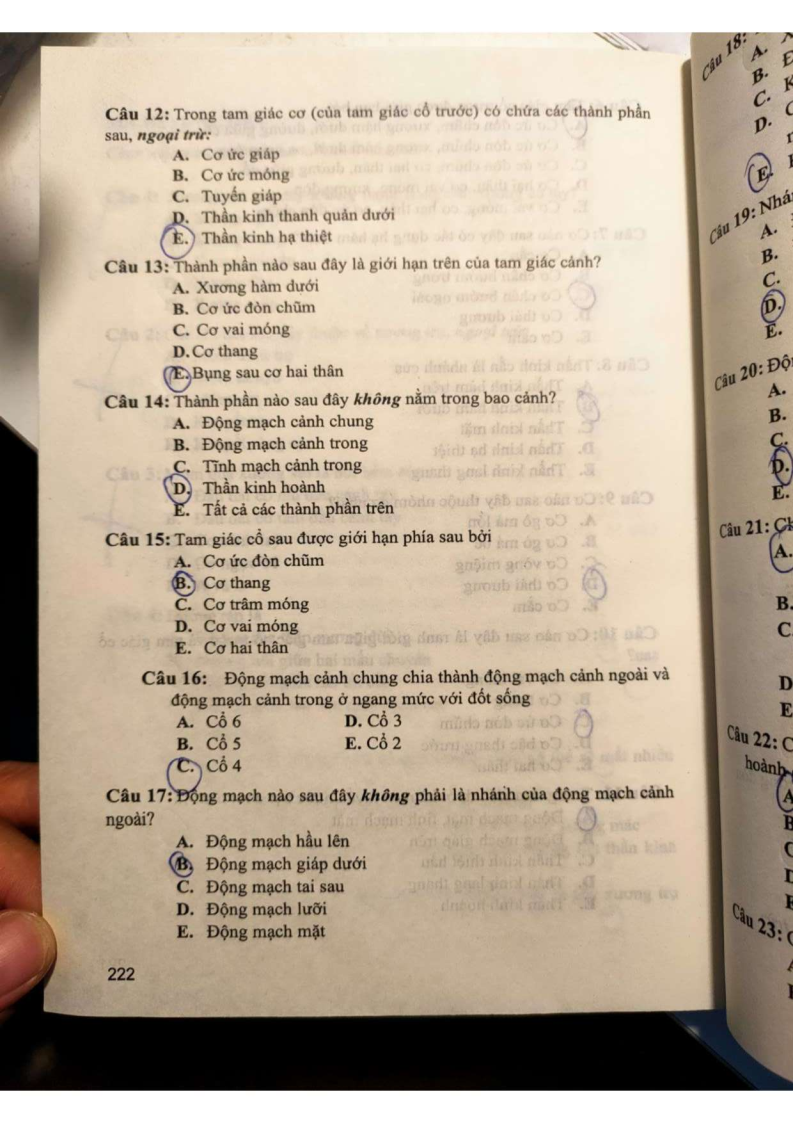 Câu 12: Trong tam giác cơ (của tam giác cổ trước) có chứa các thành phần
sau, ngoại trừ:
A. Cơ ức giáp
B. Cơ ức móng
C. Tuyến giáp
D. Thần kinh thanh quản dưới
E. Thần kinh hạ thiệt
Câu 13: Thành phần nào sau đây là giới hạn trên của tam giác cảnh?
A. Xương hàm dưới
B. Cơ ức đòn chũm
C. Cơ vai móng
D. Cơ thang
E. Bụng sau cơ hai thân
Câu 14: Thành phần nào sau đây không nằm trong bao cảnh?
A. Động mạch cảnh chung
B. Động mạch cảnh trong
C. Tĩnh mạch cảnh trong
D. Thần kinh hoành
E. Tất cả các thành phần trên
Câu 15: Tam giác cổ sau được giới hạn phía sau bởi
A. Cơ ức đòn chũm
B. Cơ thang
C. Cơ trâm móng
D. Cơ vai móng
E. Cơ hai thân
Câu 16: Động mạch cảnh chung chia thành động mạch cảnh ngoài và
động mạch cảnh trong ở ngang mức với đốt sống
A. Cổ 6 D. Cổ 3
B. Cổ 5 E. Cổ 2
C. Cổ 4
Câu 17: Động mạch nào sau đây không phải là nhánh của động mạch cảnh
ngoài?
A. Động mạch hầu lên
B. Động mạch giáp dưới
C. Động mạch tai sau
D. Động mạch lưỡi
E. Động mạch mặt
222
Câu 18:
A.
B.
C.
D.
E.
Câu 19: Nhá
A.
B.
C.
D.
E.
Câu 20: Độ
A.
B.
C.
D.
E.
Câu 21:
A.
B.
C
D
E
Câu 22: C
hoành
A
B
C
D
E
Câu 23: